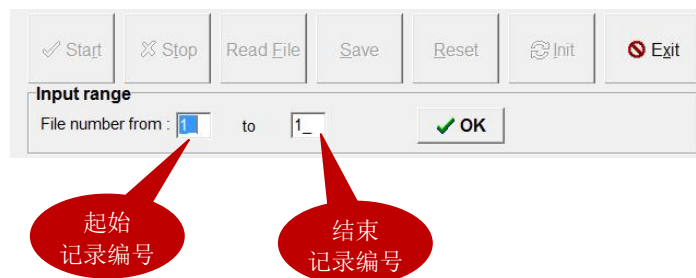 Start Stop Read File Save Reset Init Exit
Input range
File number from : 1 to 1_ OK
起始
记录编号
结束
记录编号